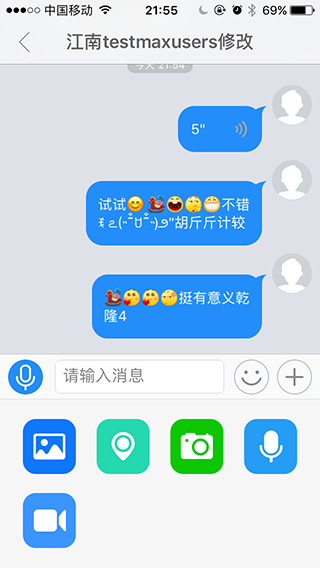 中国移动 21:55 69%
江南testmaxusers修改
今天 21:54
5"
试试😊😄😁😷不错
胡斤斤计较
挺有意义乾
隆4
请输入消息